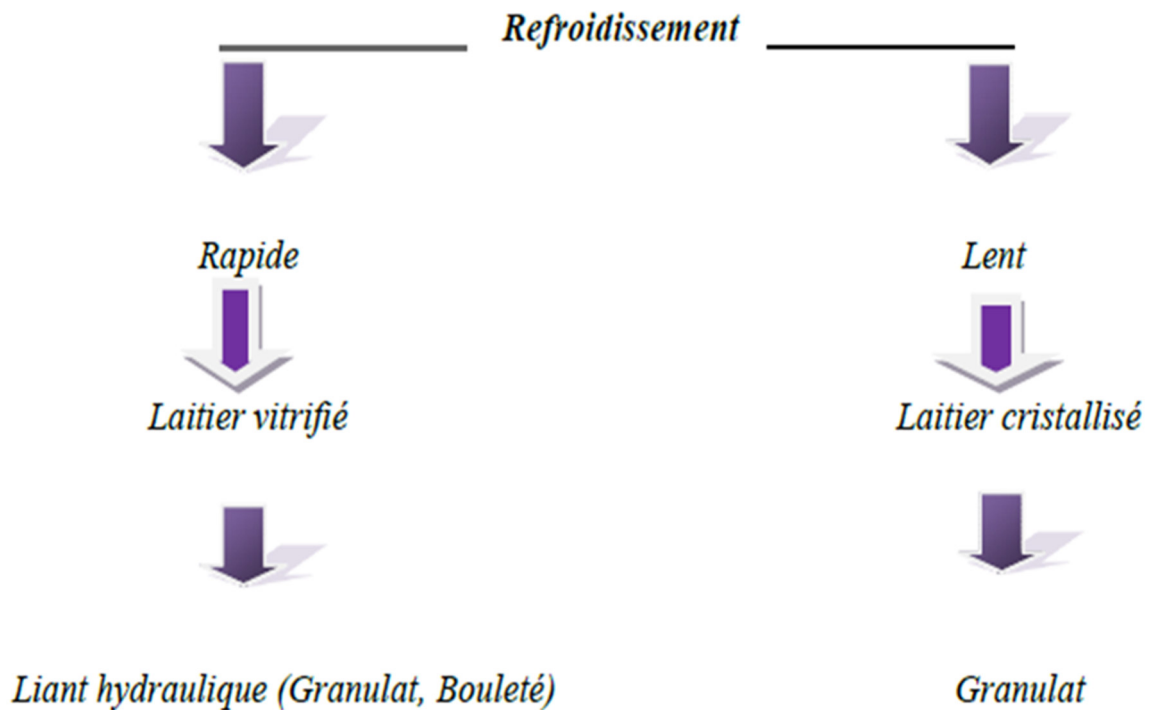 Refroidissement
Rapide
Lent
Laitier vitrifié
Laitier cristallisé
Liant hydraulique (Granulat, Bouleté)
Granulat